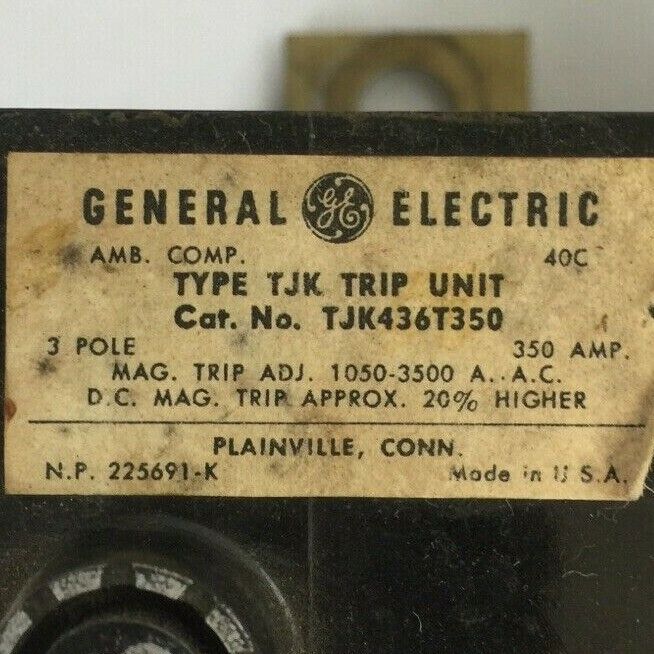 GENERAL GE ELECTRIC
AMB. COMP. 40C
TYPE TJK TRIP UNIT
Cat. No. TJK436T350
3 POLE 350 AMP.
MAG. TRIP ADJ. 1050-3500 A. A.C.
D.C. MAG. TRIP APPROX. 20% HIGHER
PLAINVILLE, CONN.
N.P. 225691-K Made in U.S.A.